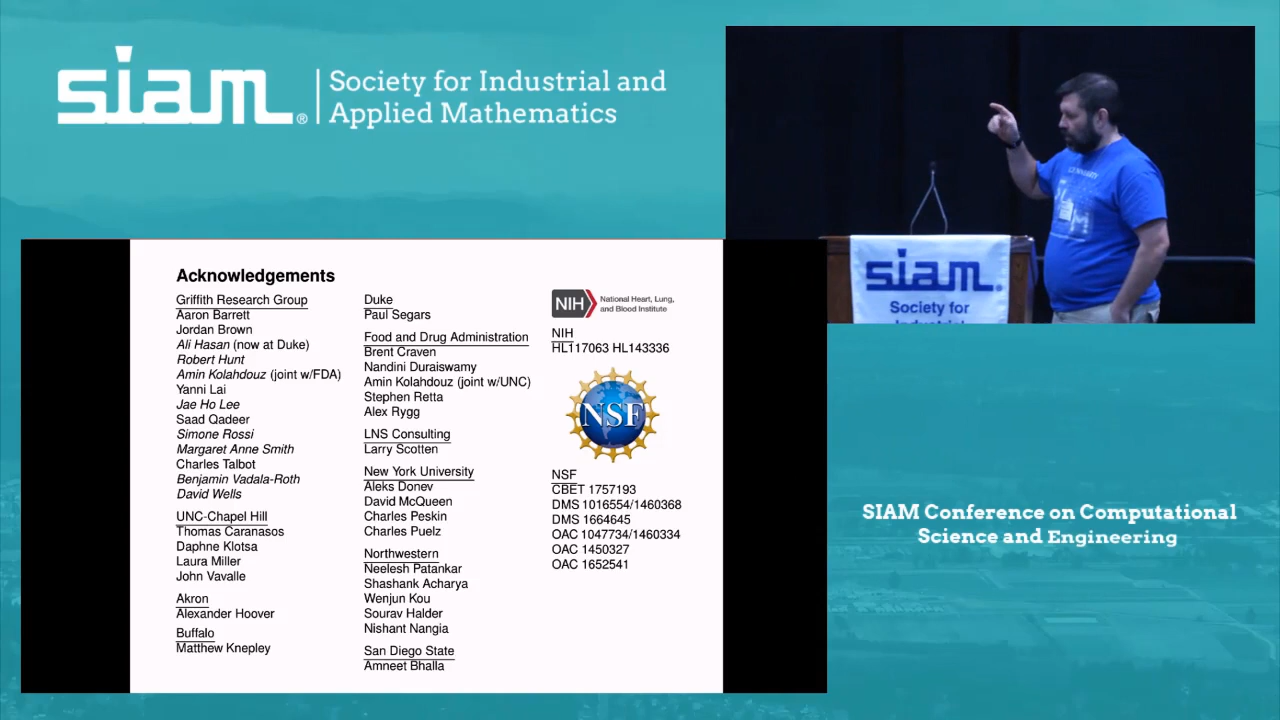 siam® | Society for Industrial and
Applied Mathematics
siam.
Society for
Acknowledgements
Griffith Research Group
Aaron Barrett
Jordan Brown
Ali Hasan (now at Duke)
Robert Hunt
Amin Kolahdouz (joint w/FDA)
Yanni Lai
Jae Ho Lee
Saad Qadeer
Simone Rossi
Margaret Anne Smith
Charles Talbot
Benjamin Vadala-Roth
David Wells
UNC-Chapel Hill
Thomas Caranasos
Daphne Klotsa
Laura Miller
John Vavalle
Akron
Alexander Hoover
Buffalo
Matthew Knepley
Duke
Paul Segars
Food and Drug Administration
Brent Craven
Nandini Duraiswamy
Amin Kolahdouz (joint w/UNC)
Stephen Retta
Alex Rygg
LNS Consulting
Larry Scotten
New York University
Aleks Donev
David McQueen
Charles Peskin
Charles Puelz
Northwestern
Neelesh Patankar
Shashank Acharya
Wenjun Kou
Sourav Halder
Nishant Nangia
San Diego State
Amneet Bhalla
NIH National Heart, Lung,
and Blood Institute
NIH
HL117063 HL143336
NSF
NSF
CBET 1757193
DMS 1016554/1460368
DMS 1664645
OAC 1047734/1460334
OAC 1450327
OAC 1652541
SIAM Conference on Computational
Science and Engineering